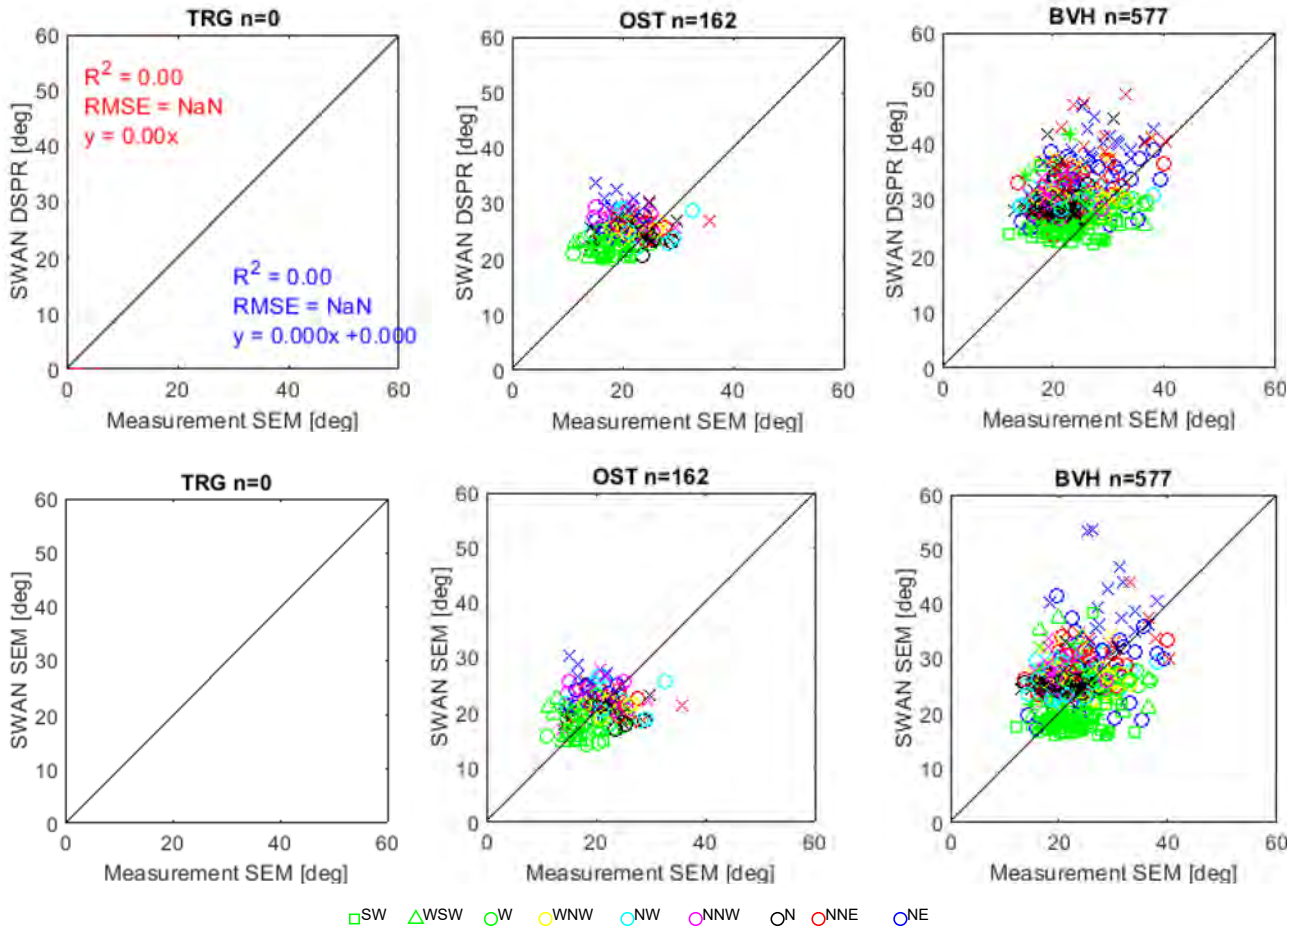 TRG n=0
60
50
40
30
20
10
0
SWAN DSPR [deg]
R2 = 0.00
RMSE = NaN
y = 0.00x
R2 = 0.00
RMSE = NaN
y = 0.000x +0.000
0 20 40 60
Measurement SEM [deg]
OST n=162
60
50
40
30
20
10
0
SWAN DSPR [deg]
0 20 40 60
Measurement SEM [deg]
BVH n=577
60
50
40
30
20
10
0
SWAN DSPR [deg]
0 20 40 60
Measurement SEM [deg]
TRG n=0
60
50
40
30
20
10
0
SWAN SEM [deg]
0 20 40 60
Measurement SEM [deg]
OST n=162
60
50
40
30
20
10
0
SWAN SEM [deg]
0 20 40 60
Measurement SEM [deg]
BVH n=577
60
50
40
30
20
10
0
SWAN SEM [deg]
0 20 40 60
Measurement SEM [deg]
SW WSW W WNW NW NNW N NNE NE